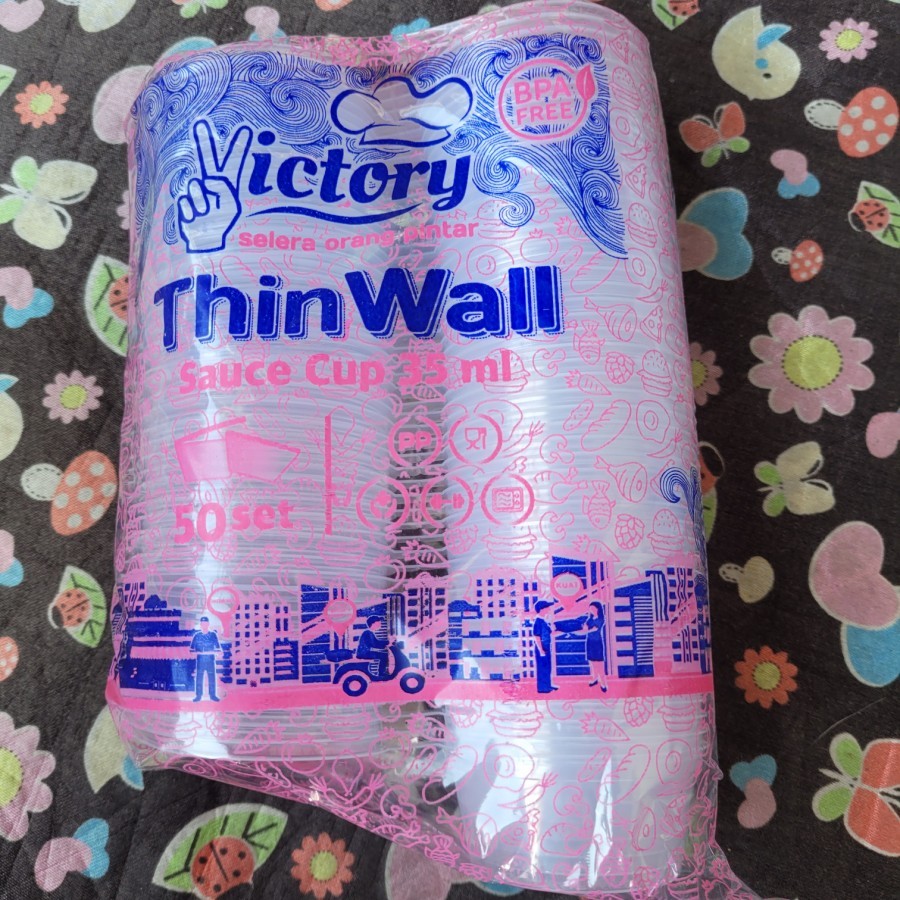 BPA
FREE
Victory
selera orang pintar
ThinWall
Sauce Cup 35 ml
PP
50 set